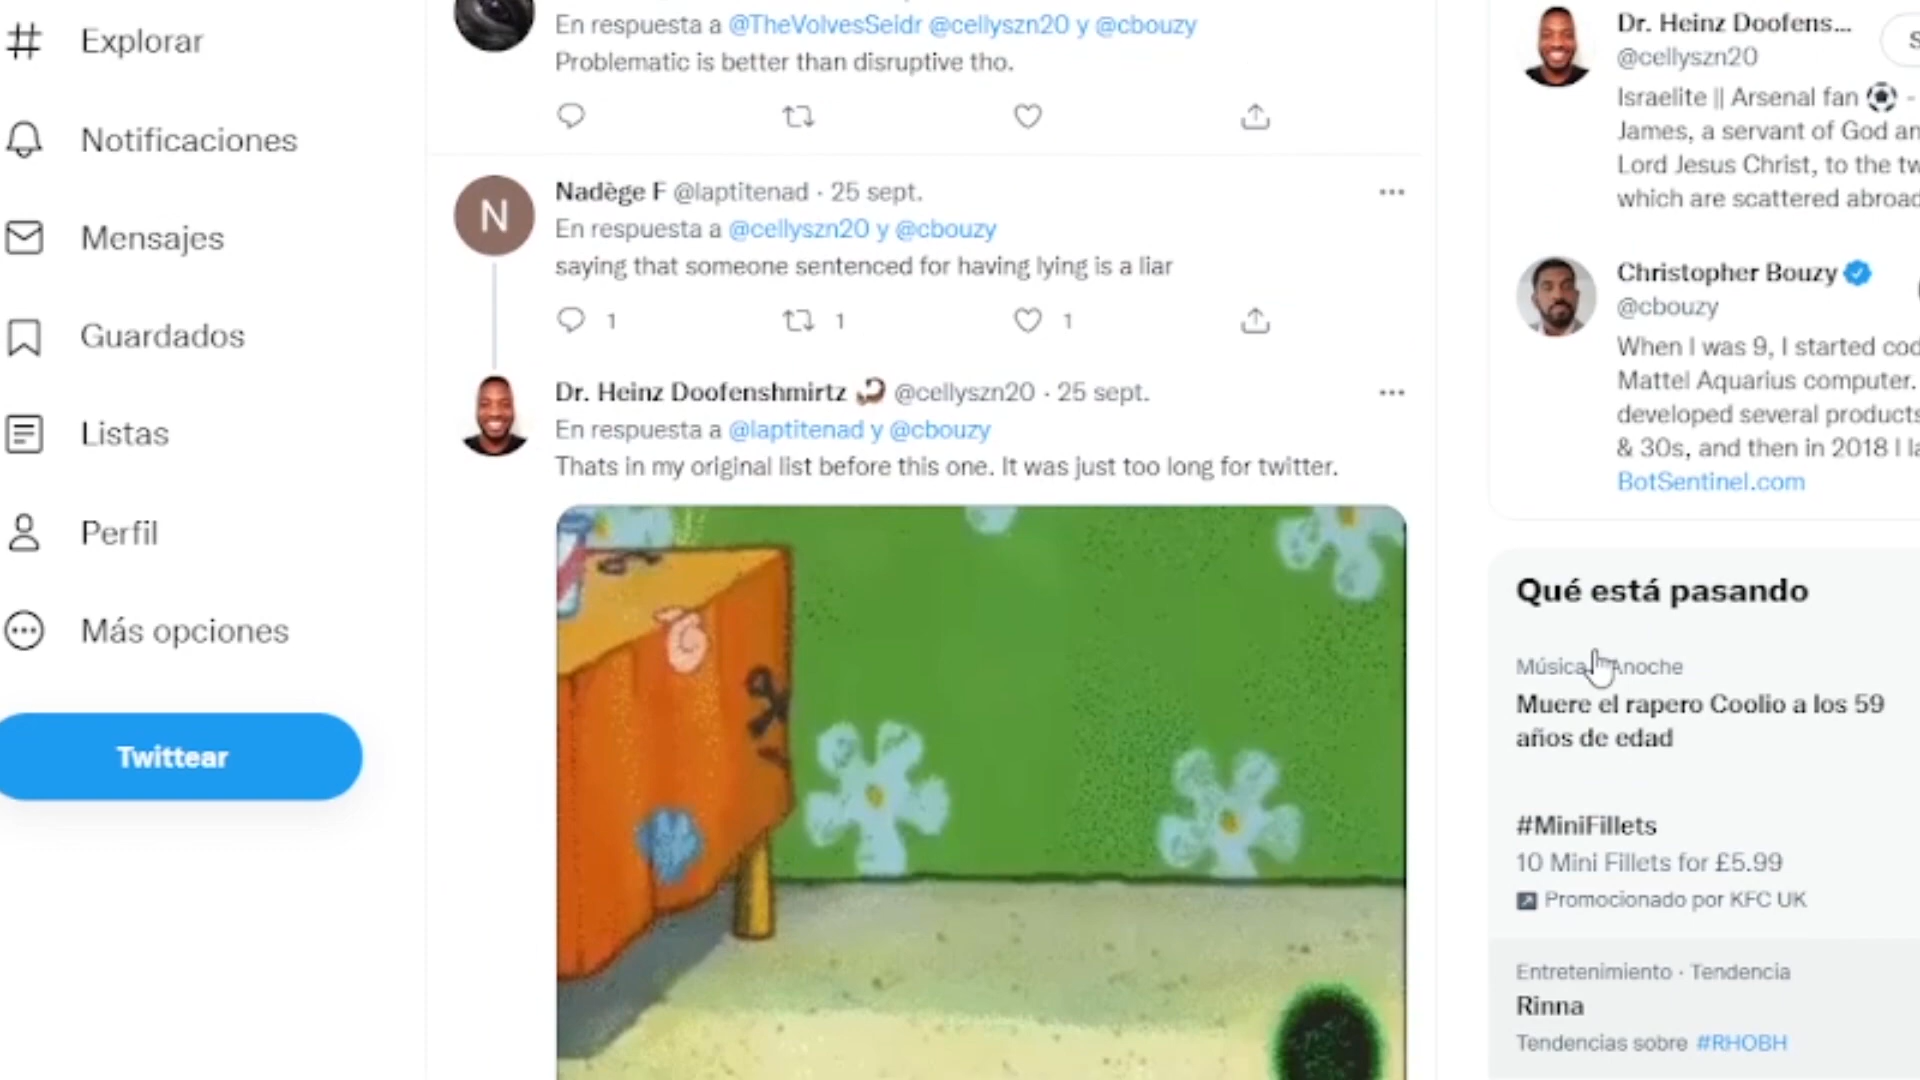 Explorar
Notificaciones
Mensajes
Guardados
Listas
Perfil
Más opciones
Twittear
En respuesta a @TheVolvesSeidr @cellyszn20 y @cbouzy
Problematic is better than disruptive tho.
N
Nadège F @laptitenad · 25 sept.
En respuesta a @cellyszn20 y @cbouzy
saying that someone sentenced for having lying is a liar
1 1 1
Dr. Heinz Doofenshmirtz @cellyszn20 · 25 sept.
En respuesta a @laptitenad y @cbouzy
Thats in my original list before this one. It was just too long for twitter.
Dr. Heinz Doofens...
@cellyszn20
Israelite || Arsenal fan ⚽ -
James, a servant of God an
Lord Jesus Christ, to the tw
which are scattered abroad
Christopher Bouzy
@cbouzy
When I was 9, I started cod
Mattel Aquarius computer.
developed several products
& 30s, and then in 2018 I la
BotSentinel.com
Qué está pasando
Música Anoche
Muere el rapero Coolio a los 59
años de edad
#MiniFillets
10 Mini Fillets for £5.99
Promocionado por KFC UK
Entretenimiento · Tendencia
Rinna
Tendencias sobre #RHOBH